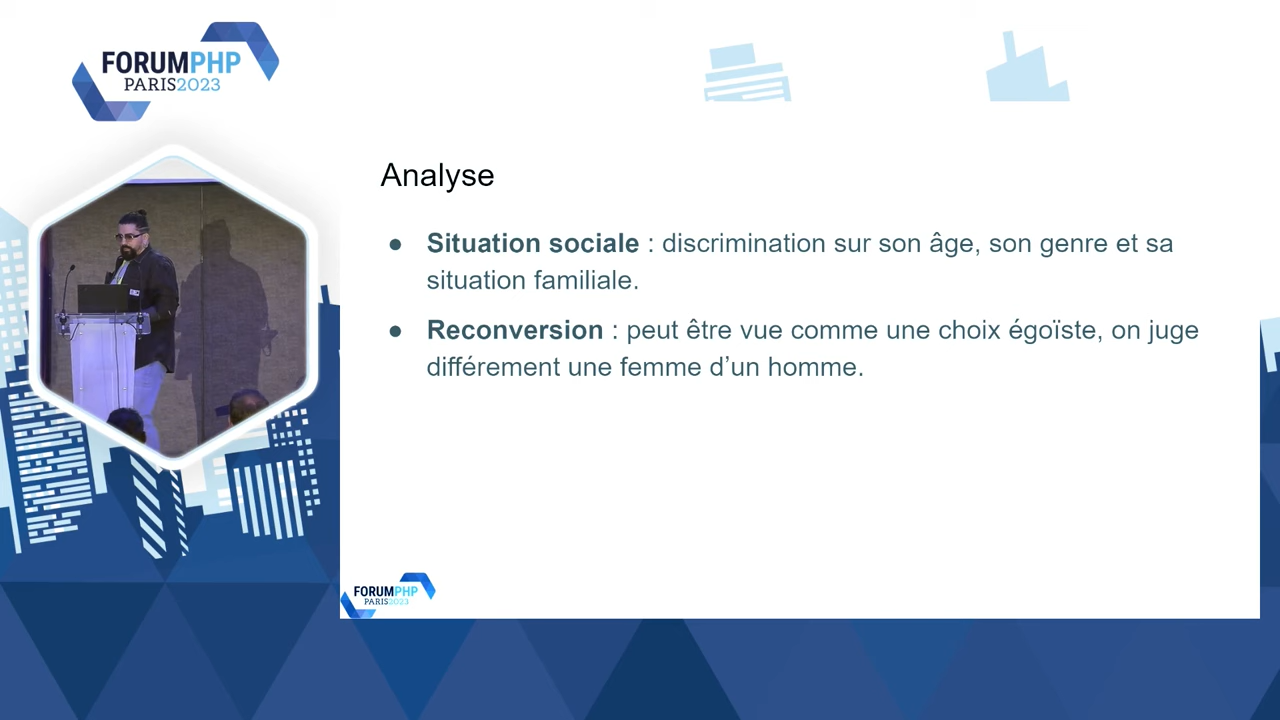 FORUMPHP
PARIS2023
Analyse
● Situation sociale : discrimination sur son âge, son genre et sa
situation familiale.
● Reconversion : peut être vue comme une choix égoïste, on juge
différement une femme d’un homme.
FORUMPHP
PARIS2023